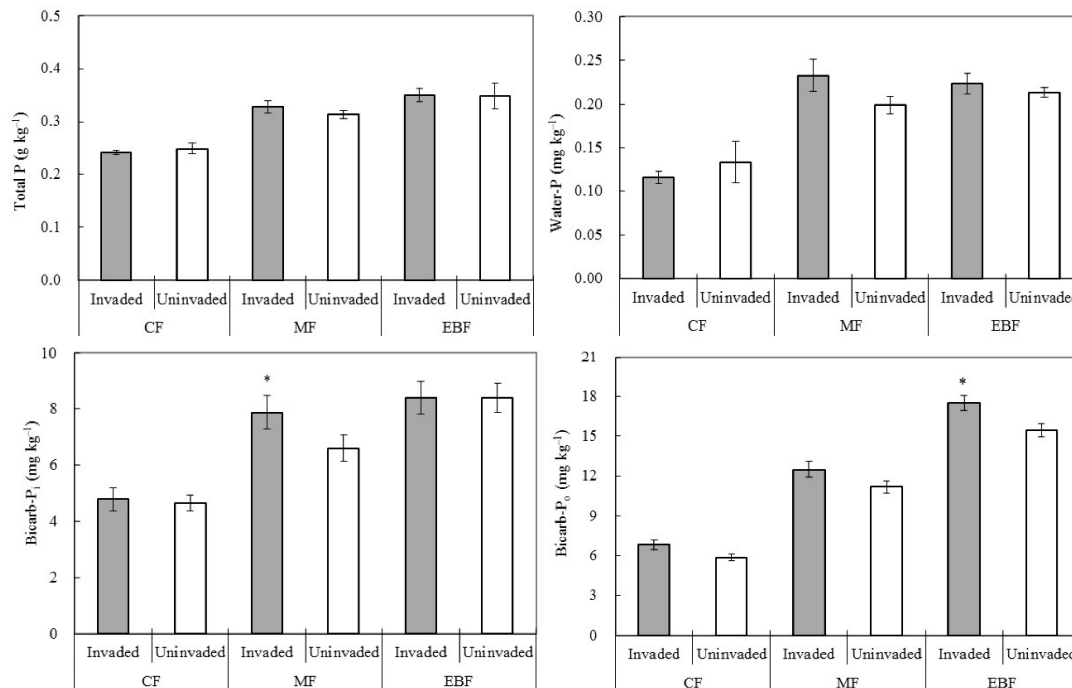 Total P (g kg⁻¹)
0.5
0.4
0.3
0.2
0.1
0.0
Invaded Uninvaded Invaded Uninvaded Invaded Uninvaded
CF MF EBF
Water-P (mg kg⁻¹)
0.30
0.25
0.20
0.15
0.10
0.05
0.00
Invaded Uninvaded Invaded Uninvaded Invaded Uninvaded
CF MF EBF
Bicarb-Pᵢ (mg kg⁻¹)
10
8
6
4
2
0
*
Invaded Uninvaded Invaded Uninvaded Invaded Uninvaded
CF MF EBF
Bicarb-Pₒ (mg kg⁻¹)
21
18
15
12
9
6
3
0
*
Invaded Uninvaded Invaded Uninvaded Invaded Uninvaded
CF MF EBF